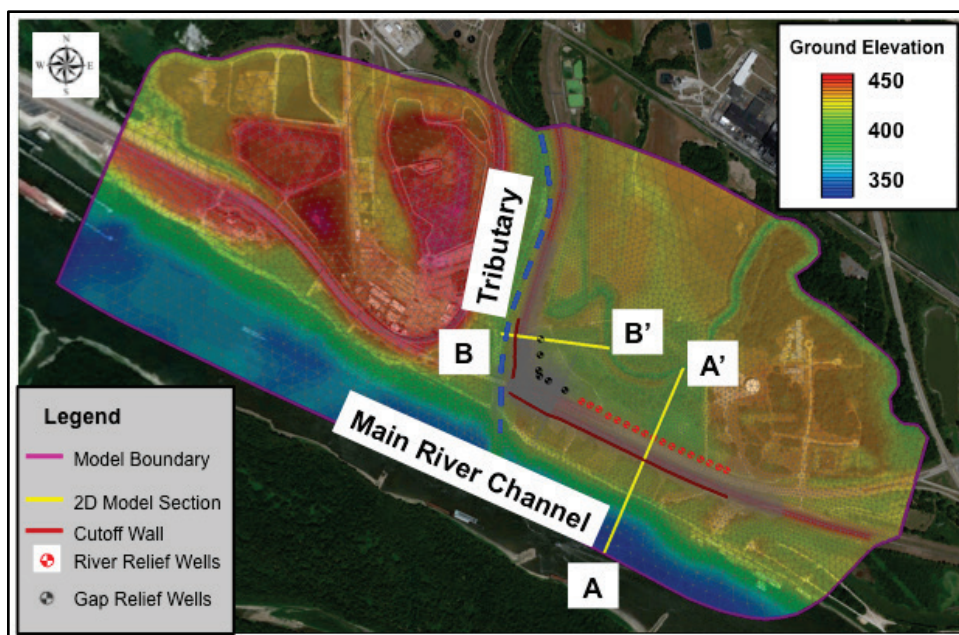 N
W E
S
Ground Elevation
450
400
350
Tributary
B
B'
A'
Main River Channel
A
Legend
Model Boundary
2D Model Section
Cutoff Wall
River Relief Wells
Gap Relief Wells